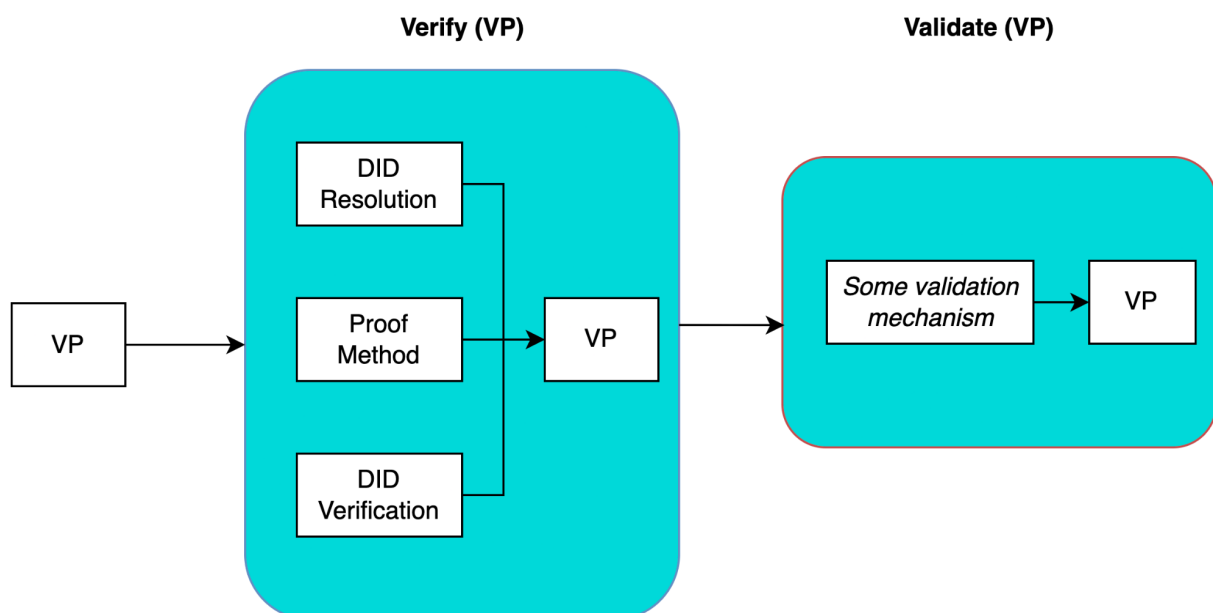 Verify (VP)
Validate (VP)
VP
DID
Resolution
Proof
Method
DID
Verification
VP
Some validation
mechanism
VP